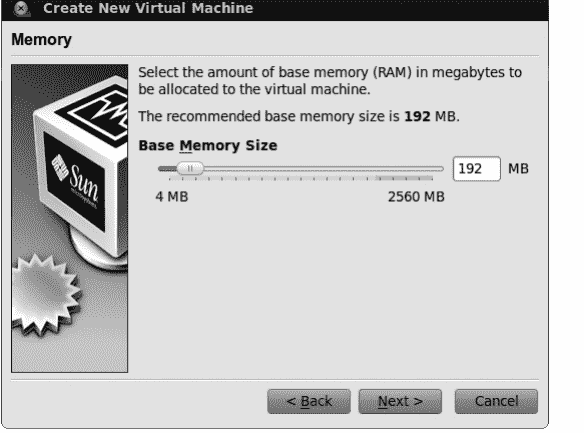 Create New Virtual Machine
Memory
Select the amount of base memory (RAM) in megabytes to
be allocated to the virtual machine.
The recommended base memory size is 192 MB.
Base Memory Size
192 MB
4 MB 2560 MB
Sun
microsystems
< Back Next > Cancel